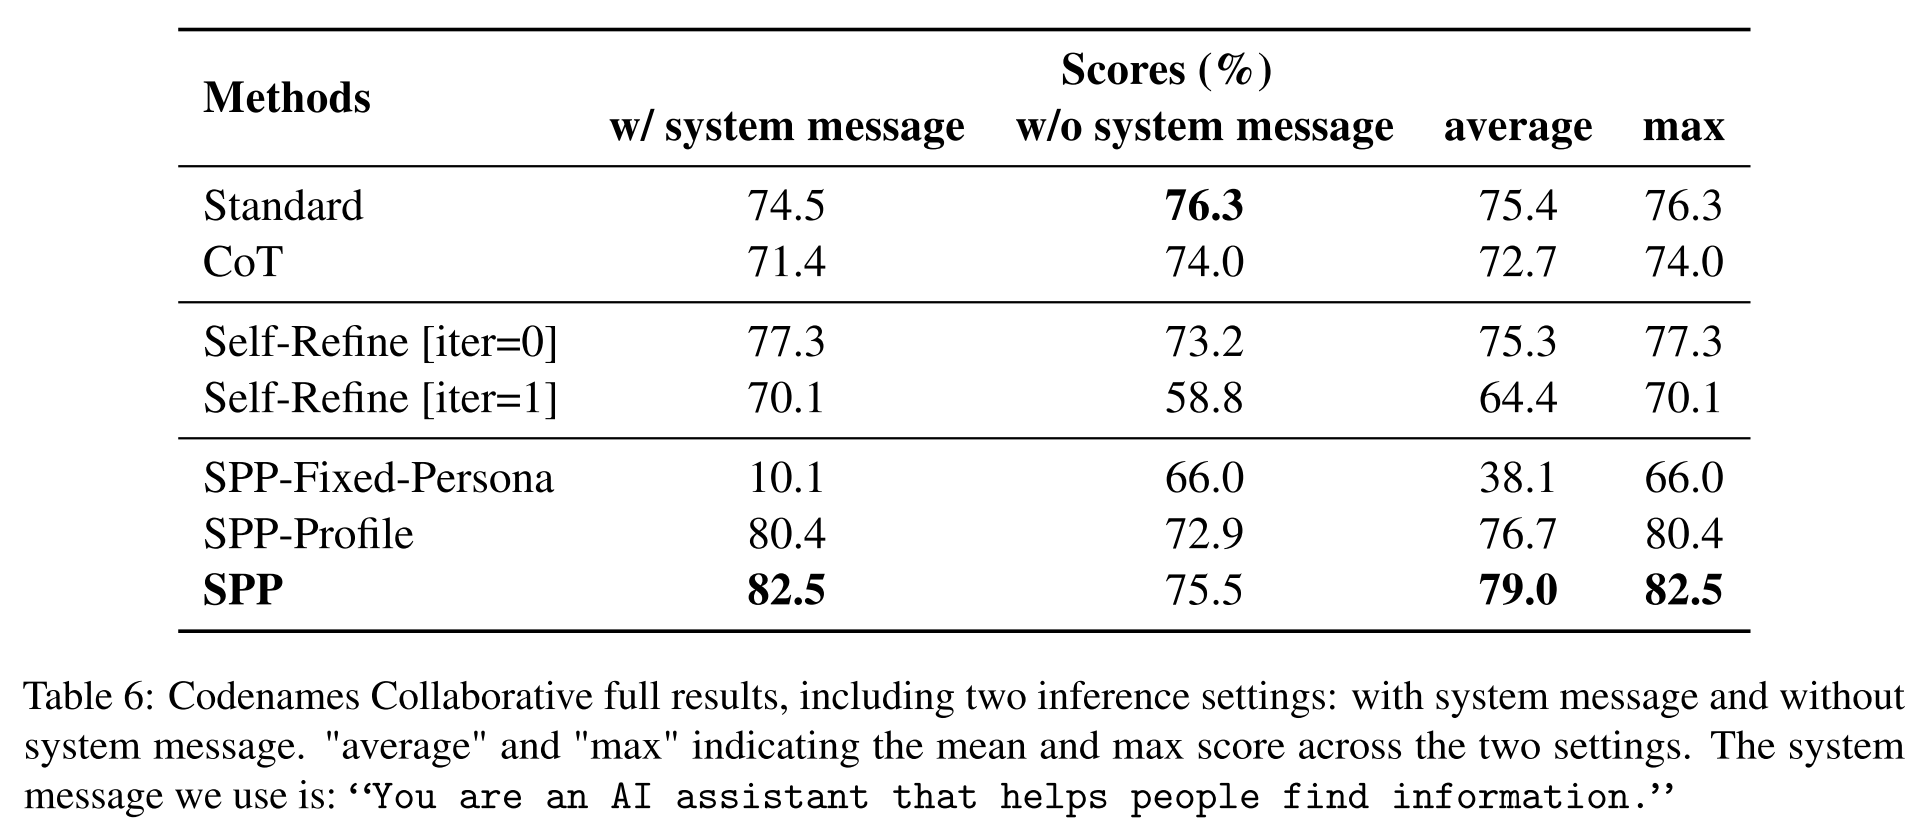 Methods Scores (%)
w/ system message w/o system message average max
Standard 74.5 76.3 75.4 76.3
CoT 71.4 74.0 72.7 74.0
Self-Refine [iter=0] 77.3 73.2 75.3 77.3
Self-Refine [iter=1] 70.1 58.8 64.4 70.1
SPP-Fixed-Persona 10.1 66.0 38.1 66.0
SPP-Profile 80.4 72.9 76.7 80.4
SPP 82.5 75.5 79.0 82.5
Table 6: Codenames Collaborative full results, including two inference settings: with system message and without
system message. "average" and "max" indicating the mean and max score across the two settings. The system
message we use is: “You are an AI assistant that helps people find information.”